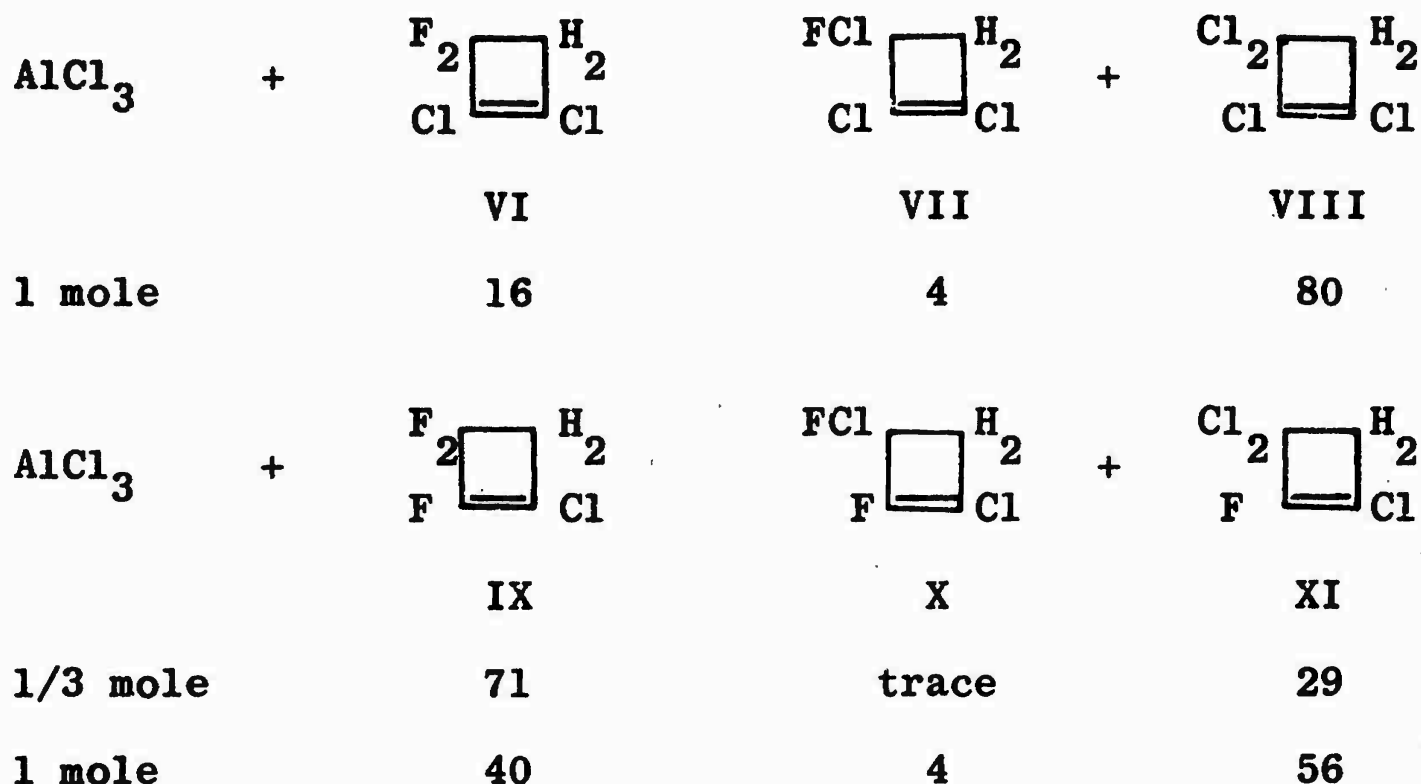 F2 H2 FCl H2 Cl2 H2
AlCl3 + +
Cl Cl Cl Cl Cl Cl
VI VII VIII
1 mole 16 4 80
F2 H2 FCl H2 Cl2 H2
AlCl3 + +
F Cl F Cl F Cl
IX X XI
1/3 mole 71 trace 29
1 mole 40 4 56